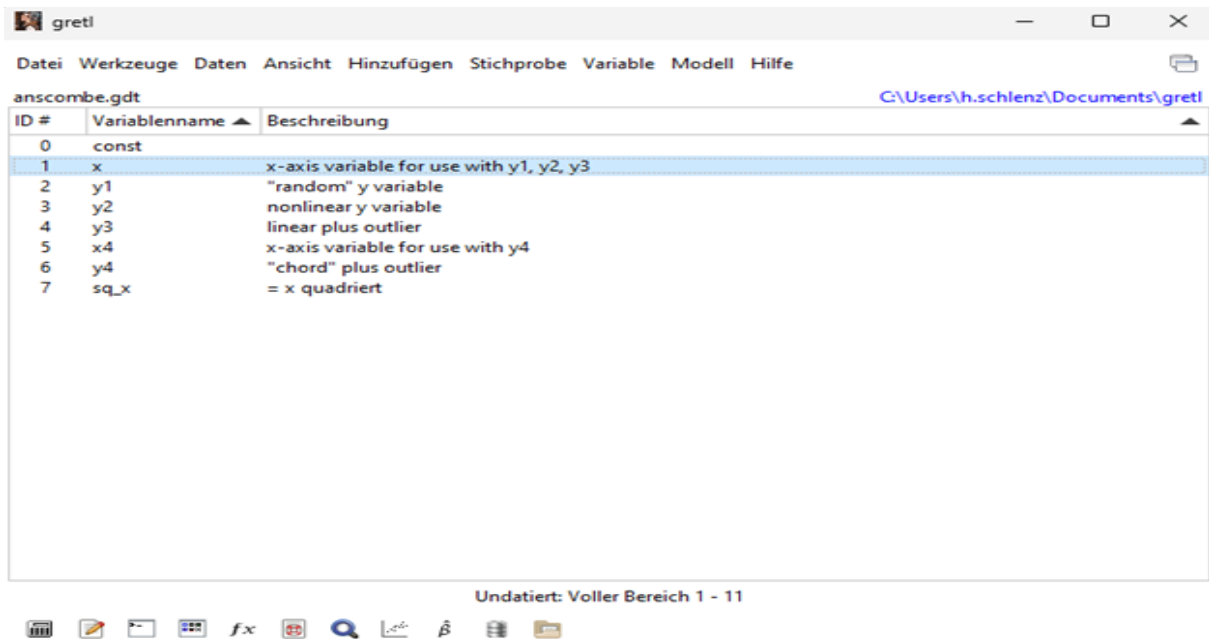 gretl
Datei Werkzeuge Daten Ansicht Hinzufügen Stichprobe Variable Modell Hilfe
anscombe.gdt C:\Users\h.schlenz\Documents\gretl
ID # Variablenname Beschreibung
0 const
1 x x-axis variable for use with y1, y2, y3
2 y1 "random" y variable
3 y2 nonlinear y variable
4 y3 linear plus outlier
5 x4 x-axis variable for use with y4
6 y4 "chord" plus outlier
7 sq_x = x quadriert
Undatiert: Voller Bereich 1 - 11
fx β̂